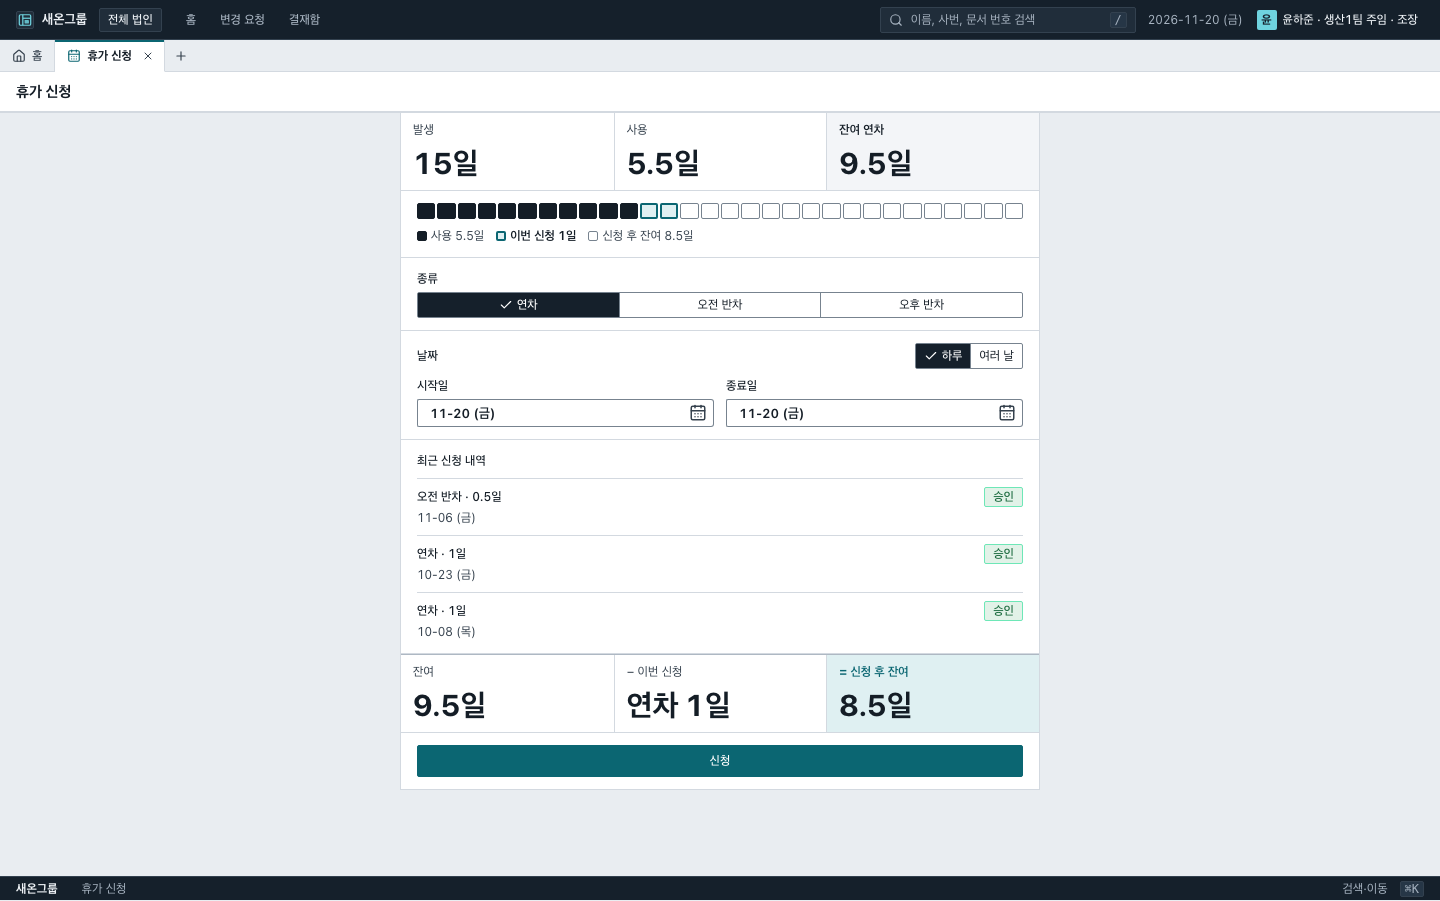 새온그룹 전체 법인 홈 변경 요청 결재함 이름, 사번, 문서 번호 검색 / 2026-11-20 (금) 윤 윤하준 · 생산1팀 주임 · 조장
홈 휴가 신청
휴가 신청
발생 사용 잔여 연차
15일 5.5일 9.5일
사용 5.5일 이번 신청 1일 신청 후 잔여 8.5일
종류
연차 오전 반차 오후 반차
날짜 하루 여러 날
시작일 종료일
11-20 (금) 11-20 (금)
최근 신청 내역
오전 반차 · 0.5일 승인
11-06 (금)
연차 · 1일 승인
10-23 (금)
연차 · 1일 승인
10-08 (목)
잔여 − 이번 신청 = 신청 후 잔여
9.5일 연차 1일 8.5일
신청
새온그룹 휴가 신청 검색·이동 ⌘K